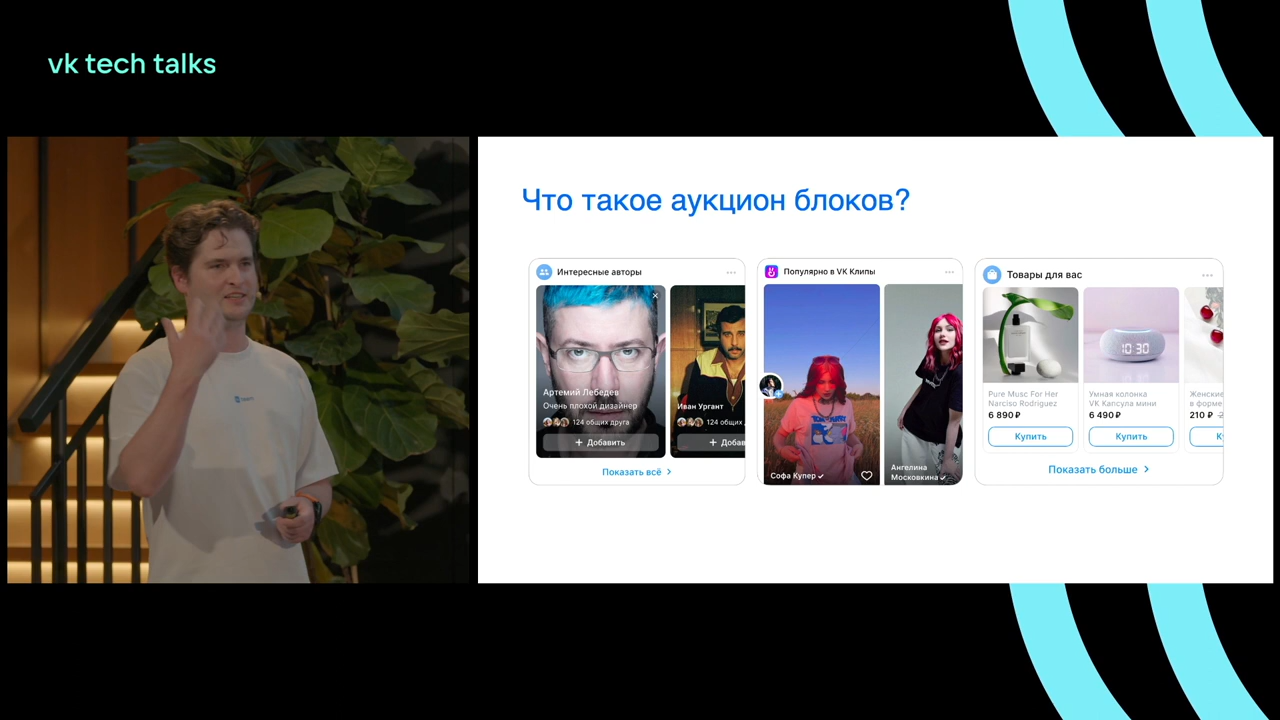 vk tech talks
Что такое аукцион блоков?
Интересные авторы
Артемий Лебедев
Очень плохой дизайнер
124 общих друга
+ Добавить
Показать всё >
Иван Ургант
124 общих
+
Популярно в VK Клипы
Софа Купер
Ангелина
Московкина
Товары для вас
10 30
Pure Musc For Her
Narciso Rodriguez
6 890 ₽
Купить
Умная колонка
VK Капсула мини
6 490 ₽
Купить
в форме
210 ₽
Показать больше >